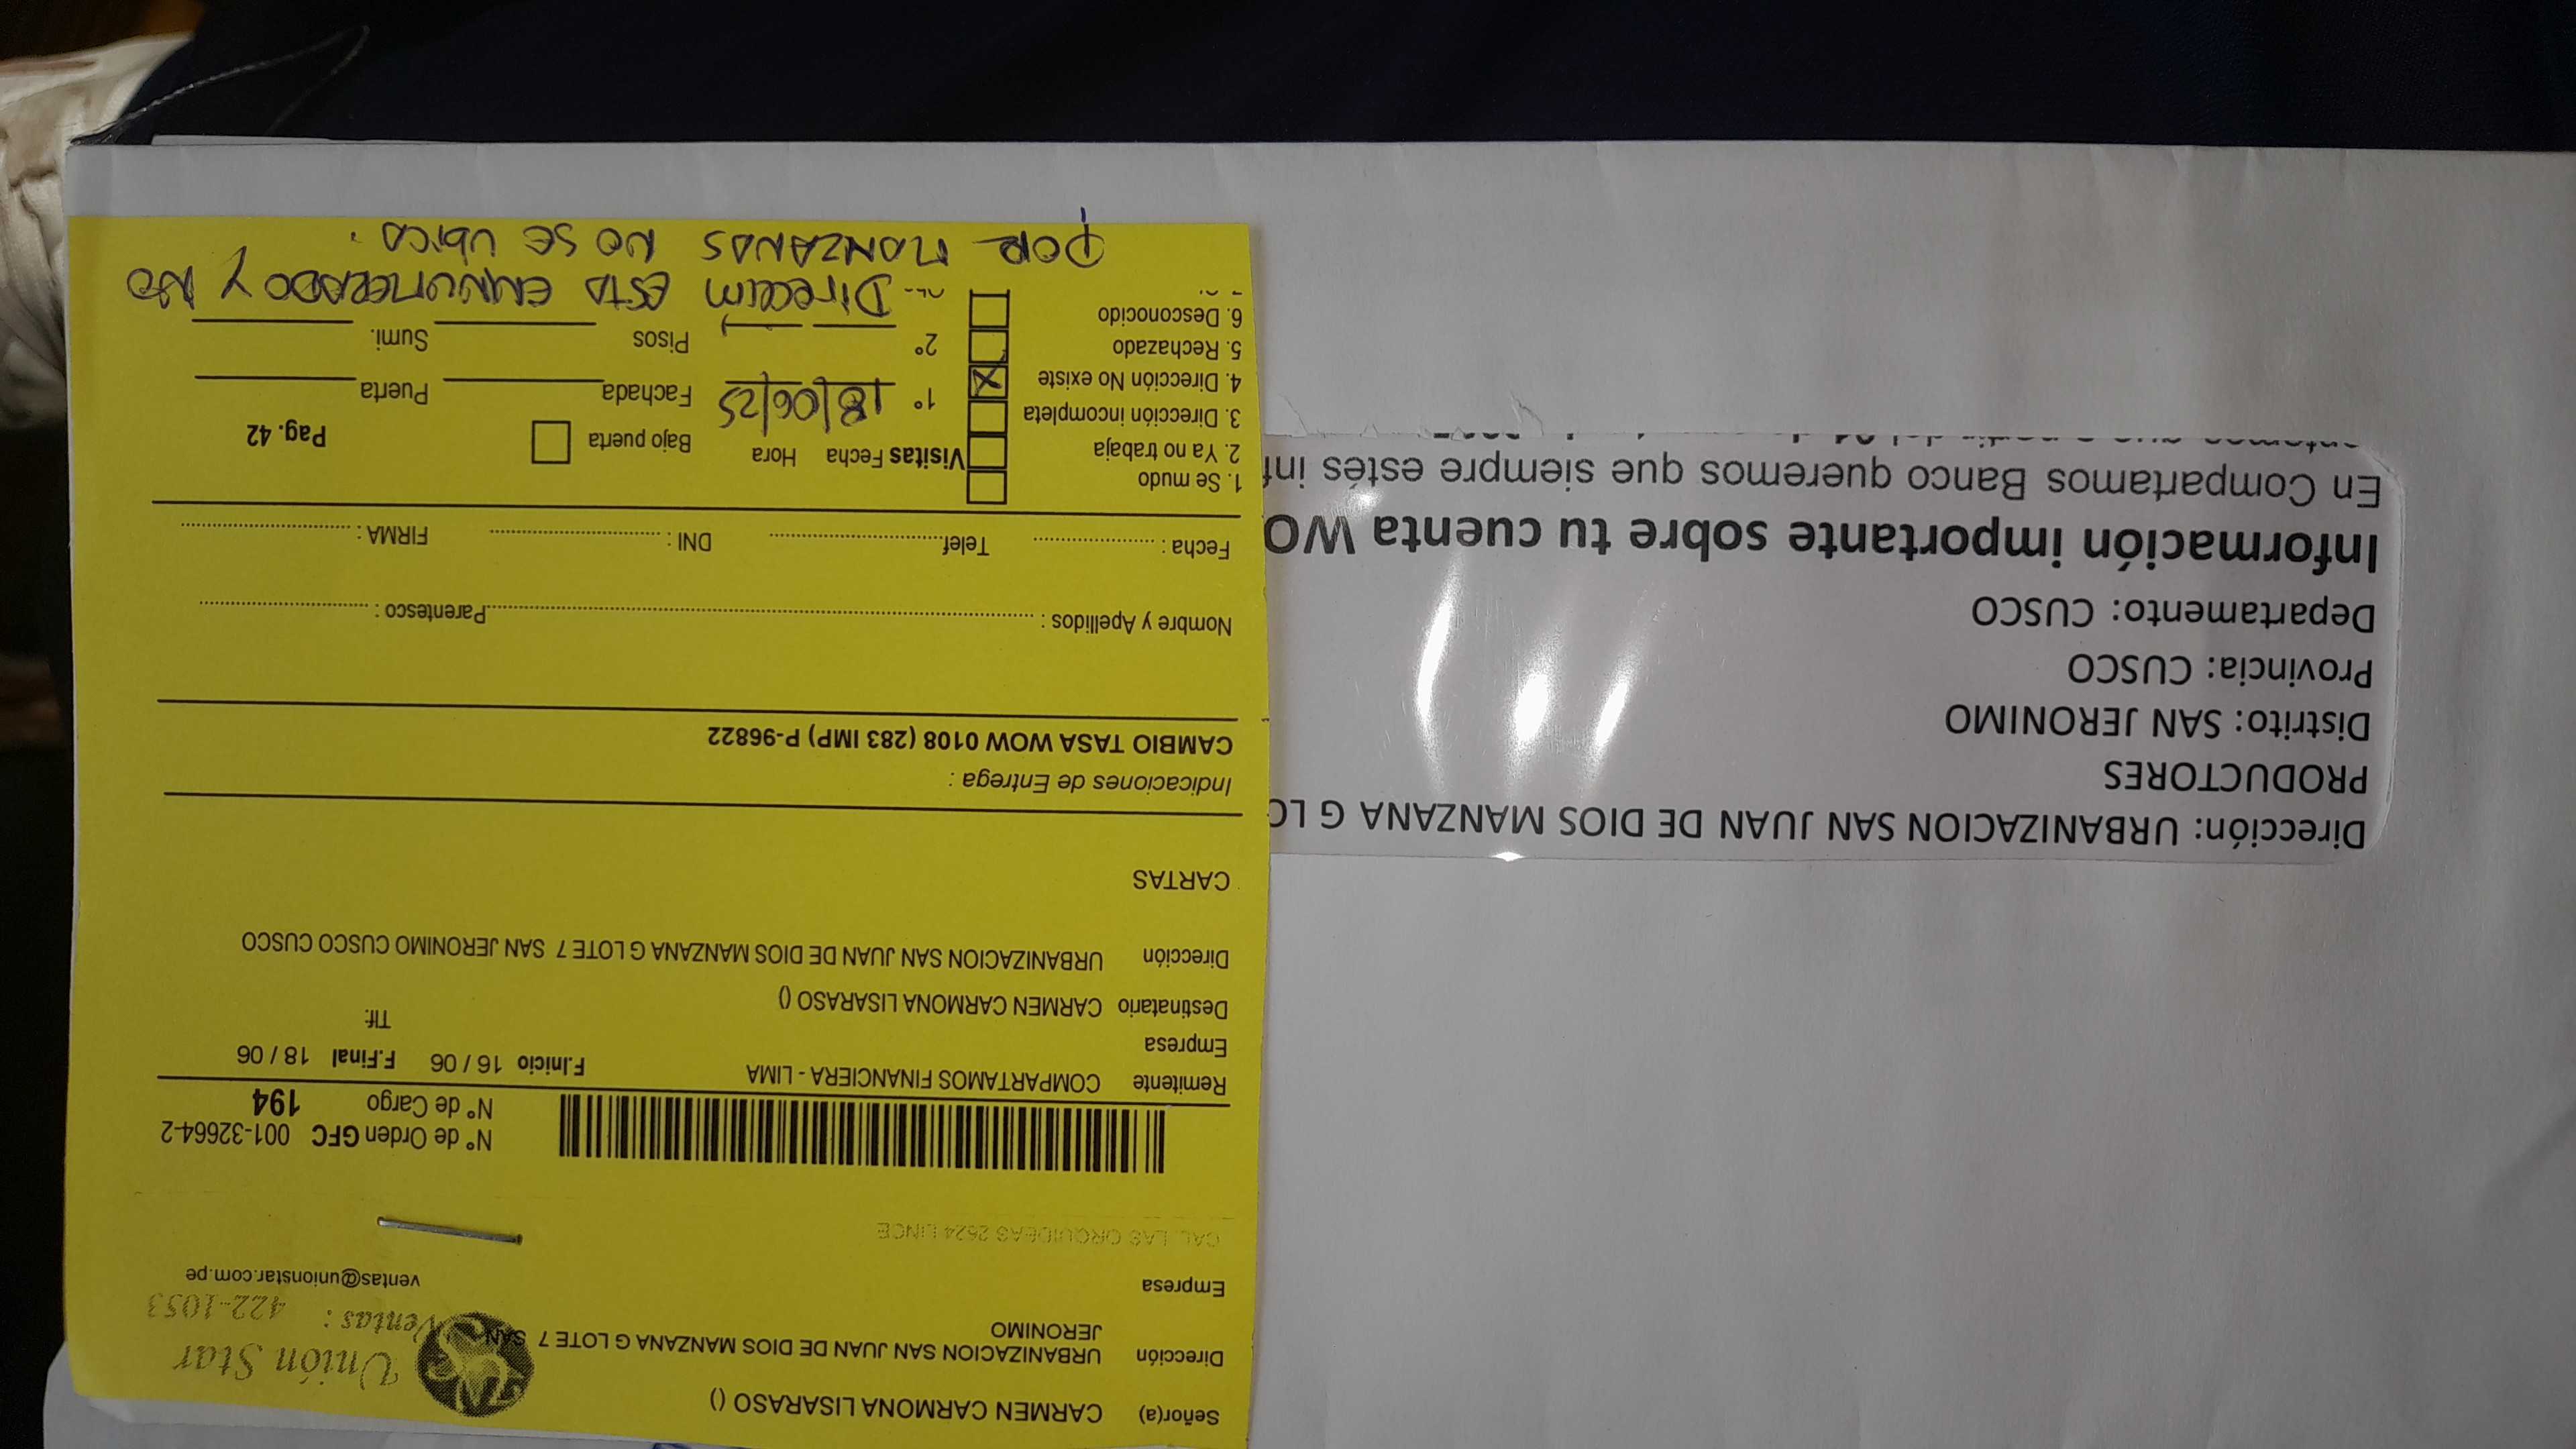 Señor(a) CARMEN CARMONA LISARASO ()
Dirección URBANIZACION SAN JUAN DE DIOS MANZANA G LOTE 7 SAN
JERONIMO
Empresa
CAL LAS ORQUIDEAS 2624 LINCE
Unión Star
Ventas: 422-1053
ventas@unionstar.com.pe
N° de Orden GFC 001-32664-2
N° de Cargo 194
Remitente COMPARTAMOS FINANCIERA - LIMA F.Inicio 16 / 06 F.Final 18 / 06
Empresa
Tlf:
Destinatario CARMEN CARMONA LISARASO ()
Dirección URBANIZACION SAN JUAN DE DIOS MANZANA G LOTE 7 SAN JERONIMO CUSCO CUSCO
CARTAS
Indicaciones de Entrega :
CAMBIO TASA WOW 0108 (283 IMP) P-96822
Nombre y Apellidos : Parentesco :
Fecha : Telef. DNI : FIRMA :
1. Se mudo
2. Ya no trabaja
3. Dirección incompleta
4. Dirección No existe X
5. Rechazado
6. Desconocido
Visitas Fecha Hora
1° 18/06/25
2°
Bajo puerta Pag. 42
Fachada Puerta
Pisos Sumi.
ESTA ENNUMERADO Y NO
POR MANZANAS NO SE UBICA.
Dirección: URBANIZACION SAN JUAN DE DIOS MANZANA G LO
PRODUCTORES
Distrito: SAN JERONIMO
Provincia: CUSCO
Departamento: CUSCO
Información importante sobre tu cuenta WO
En Compartamos Banco queremos que siempre estés inf